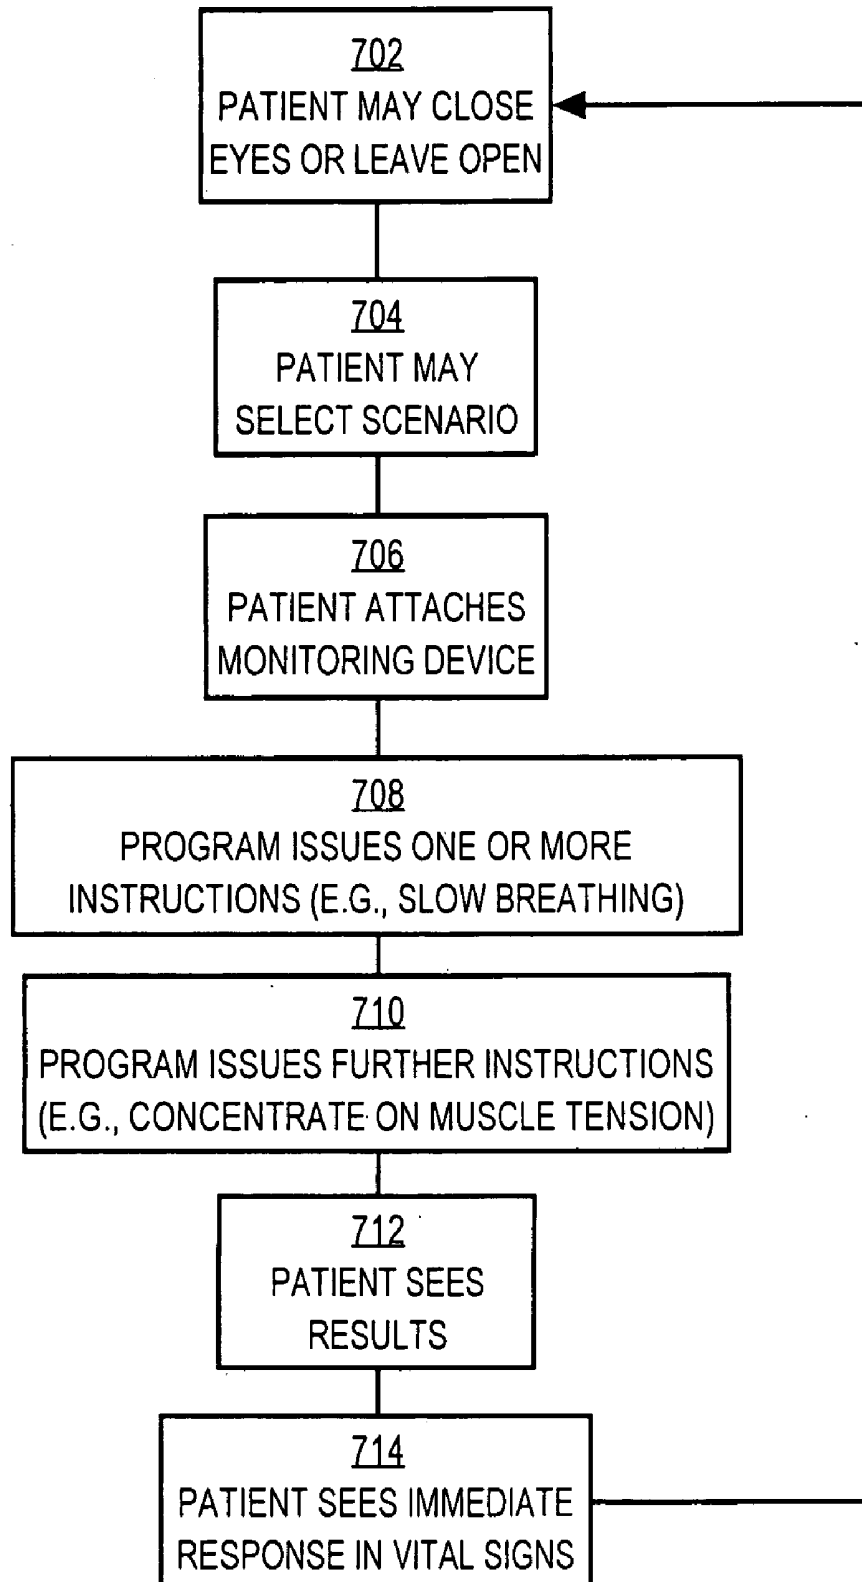 702
PATIENT MAY CLOSE
EYES OR LEAVE OPEN
704
PATIENT MAY
SELECT SCENARIO
706
PATIENT ATTACHES
MONITORING DEVICE
708
PROGRAM ISSUES ONE OR MORE
INSTRUCTIONS (E.G., SLOW BREATHING)
710
PROGRAM ISSUES FURTHER INSTRUCTIONS
(E.G., CONCENTRATE ON MUSCLE TENSION)
712
PATIENT SEES
RESULTS
714
PATIENT SEES IMMEDIATE
RESPONSE IN VITAL SIGNS